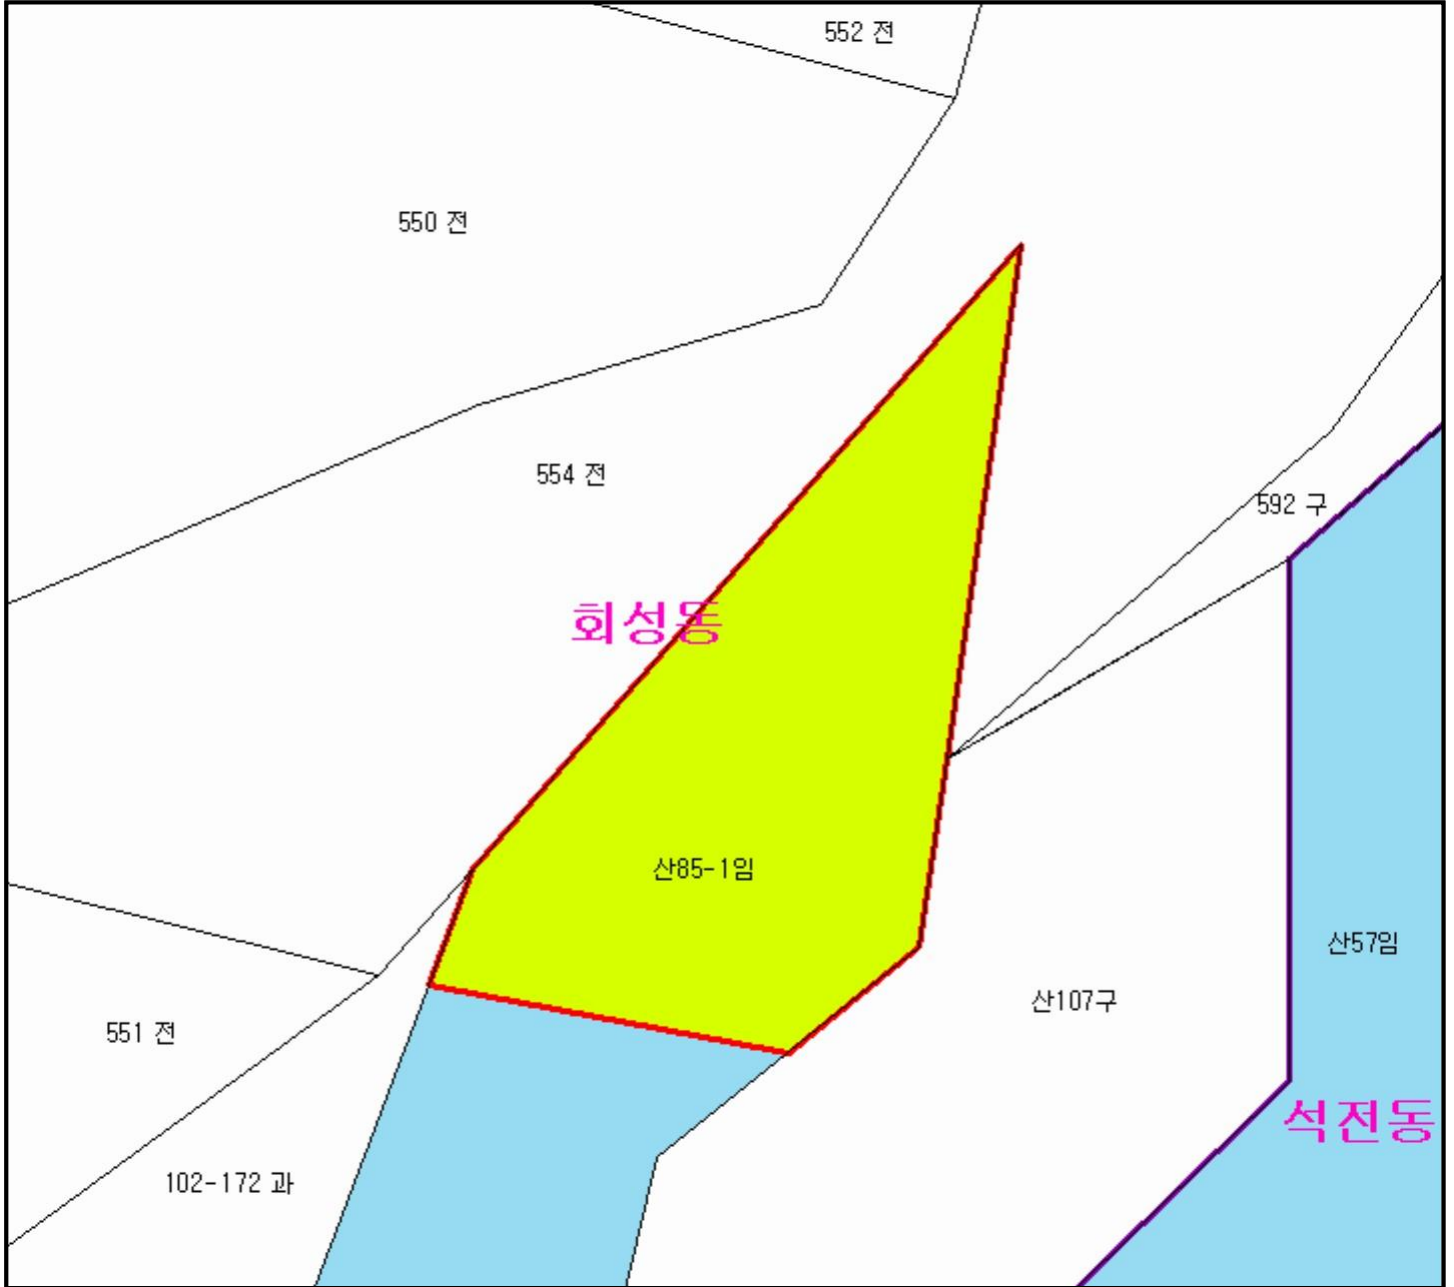 552 전
550 전
554 전
592 구
회성동
산85-1임
산57임
산107구
551 전
석전동
102-172 과